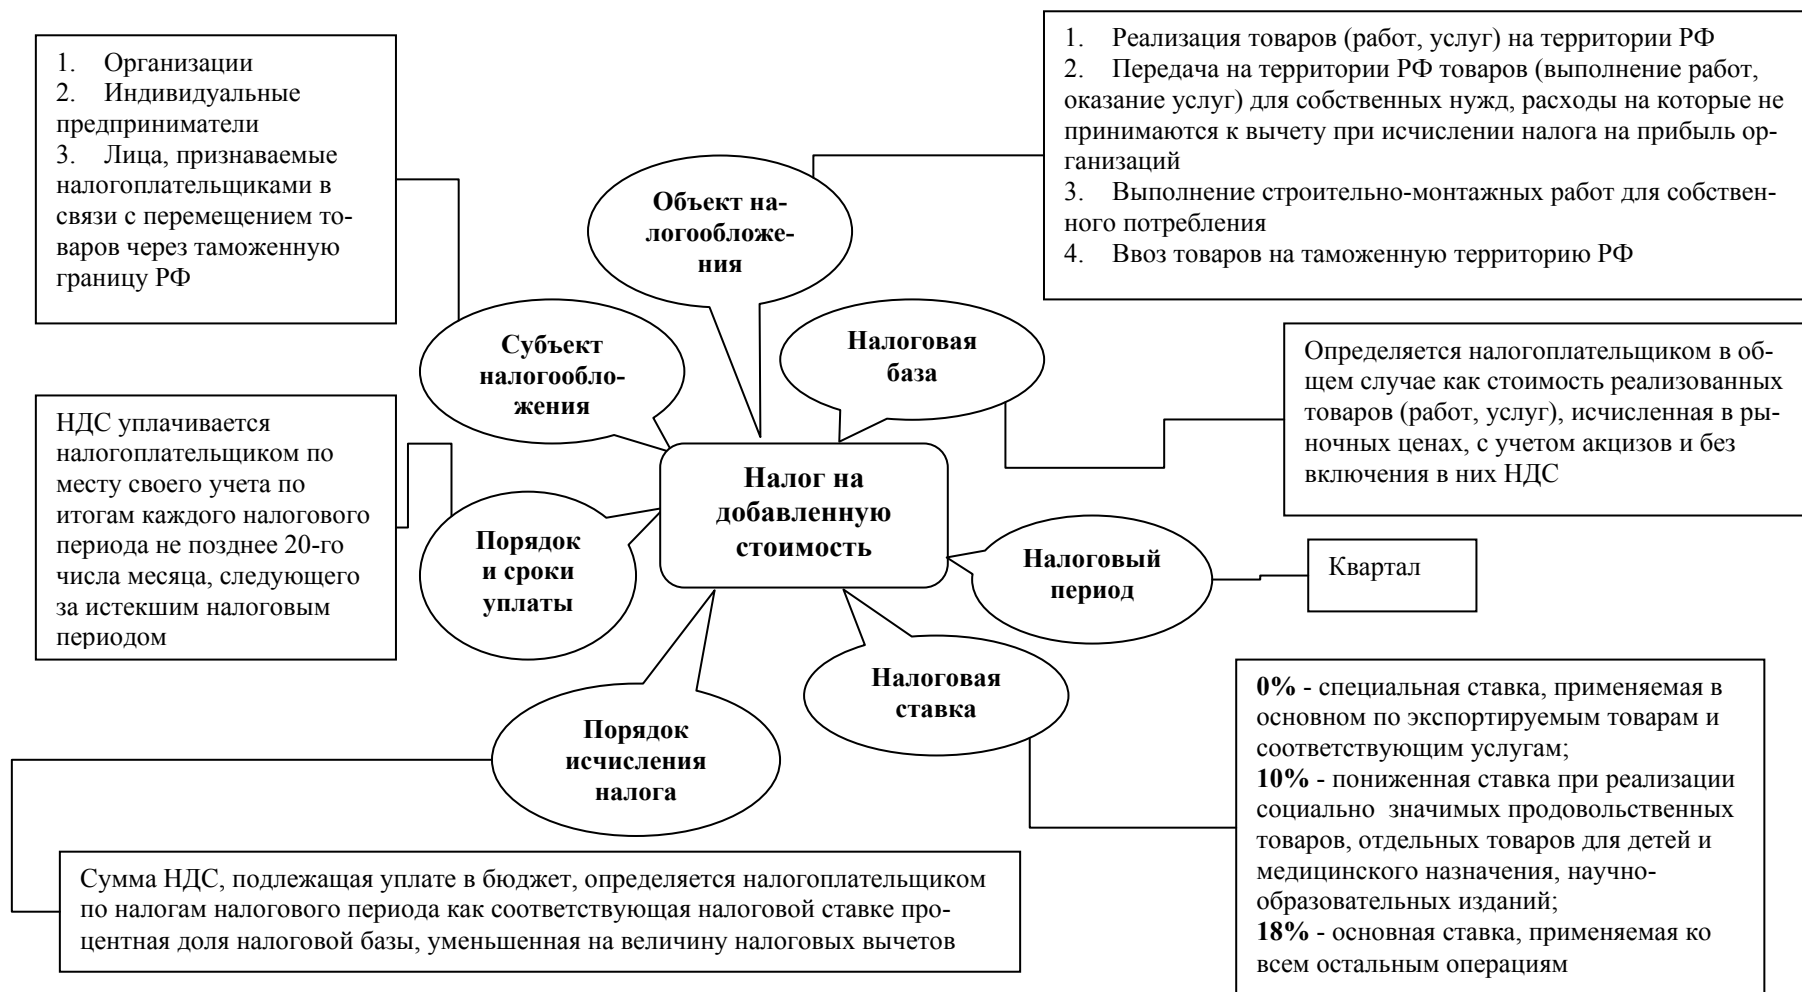 1. Организации
2. Индивидуальные
предприниматели
3. Лица, признаваемые
налогоплательщиками в
связи с перемещением то-
варов через таможенную
границу РФ
1. Реализация товаров (работ, услуг) на территории РФ
2. Передача на территории РФ товаров (выполнение работ,
оказание услуг) для собственных нужд, расходы на которые не
принимаются к вычету при исчислении налога на прибыль ор-
ганизаций
3. Выполнение строительно-монтажных работ для собствен-
ного потребления
4. Ввоз товаров на таможенную территорию РФ
Объект на-
логообложе-
ния
Субъект
налогообло-
жения
Налоговая
база
Определяется налогоплательщиком в об-
щем случае как стоимость реализованных
товаров (работ, услуг), исчисленная в ры-
ночных ценах, с учетом акцизов и без
включения в них НДС
НДС уплачивается
налогоплательщиком по
месту своего учета по
итогам каждого налогового
периода не позднее 20-го
числа месяца, следующего
за истекшим налоговым
периодом
Налог на
добавленную
стоимость
Порядок
и сроки
уплаты
Налоговый
период
Квартал
Налоговая
ставка
Порядок
исчисления
налога
0% - специальная ставка, применяемая в
основном по экспортируемым товарам и
соответствующим услугам;
10% - пониженная ставка при реализации
социально значимых продовольственных
товаров, отдельных товаров для детей и
медицинского назначения, научно-
образовательных изданий;
18% - основная ставка, применяемая ко
всем остальным операциям
Сумма НДС, подлежащая уплате в бюджет, определяется налогоплательщиком
по налогам налогового периода как соответствующая налоговой ставке про-
центная доля налоговой базы, уменьшенная на величину налоговых вычетов